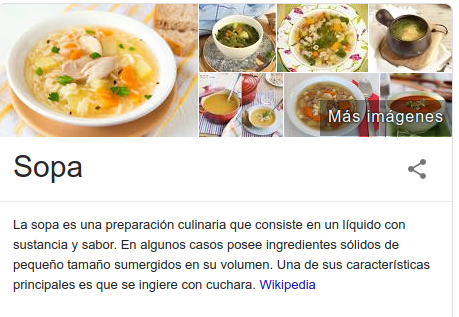 Más imágenes
Sopa
La sopa es una preparación culinaria que consiste en un líquido con
sustancia y sabor. En algunos casos posee ingredientes sólidos de
pequeño tamaño sumergidos en su volumen. Una de sus características
principales es que se ingiere con cuchara. Wikipedia